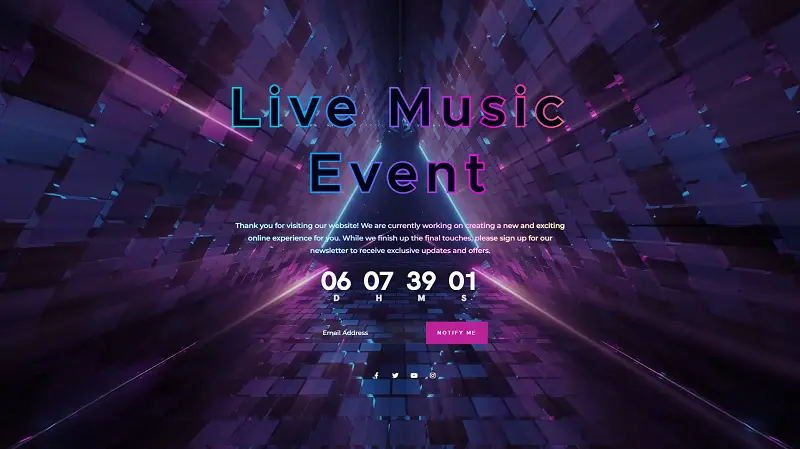 Live Music
Event
Thank you for visiting our website! We are currently working on creating a new and exciting
online experience for you. While we finish up the final touches, please sign up for our
newsletter to receive exclusive updates and offers.
06 07 39 01
D H M S
Email Address NOTIFY ME